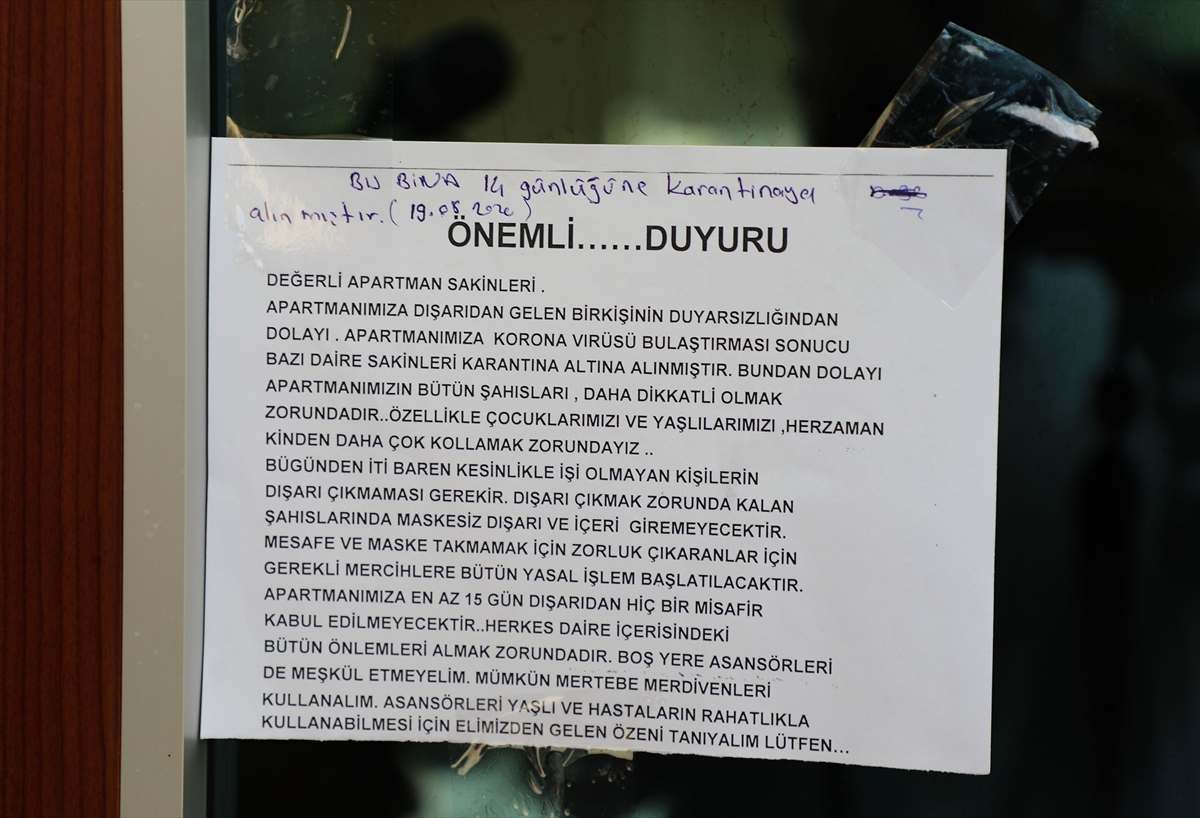 BU BiNA 14 günlüğüne karantinaya
alınmıştır. (19.08.2020)
ÖNEMLİ......DUYURU
DEĞERLİ APARTMAN SAKİNLERİ .
APARTMANIMIZA DIŞARIDAN GELEN BİRKİŞİNİN DUYARSIZLIĞINDAN
DOLAYI . APARTMANIMIZA KORONA VIRÜSÜ BULAŞTIRMASI SONUCU
BAZI DAİRE SAKİNLERİ KARANTINA ALTINA ALINMIŞTIR. BUNDAN DOLAYI
APARTMANIMIZIN BÜTÜN ŞAHISLARI , DAHA DİKKATLİ OLMAK
ZORUNDADIR..ÖZELLİKLE ÇOCUKLARIMIZI VE YAŞLILARIMIZI ,HERZAMAN
KİNDEN DAHA ÇOK KOLLAMAK ZORUNDAYIZ ..
BÜGÜNDEN İTİ BAREN KESİNLİKLE İŞİ OLMAYAN KİŞİLERİN
DIŞARI ÇIKMAMASI GEREKİR. DIŞARI ÇIKMAK ZORUNDA KALAN
ŞAHISLARINDA MASKESİZ DIŞARI VE İÇERİ GİREMEYECEKTİR.
MESAFE VE MASKE TAKMAMAK İÇİN ZORLUK ÇIKARANLAR İÇİN
GEREKLİ MERCİHLERE BÜTÜN YASAL İŞLEM BAŞLATILACAKTIR.
APARTMANIMIZA EN AZ 15 GÜN DIŞARIDAN HİÇ BİR MİSAFİR
KABUL EDİLMEYECEKTİR..HERKES DAİRE İÇERİSİNDEKİ
BÜTÜN ÖNLEMLERİ ALMAK ZORUNDADIR. BOŞ YERE ASANSÖRLERİ
DE MEŞKÜL ETMEYELİM. MÜMKÜN MERTEBE MERDİVENLERİ
KULLANALIM. ASANSÖRLERİ YAŞLI VE HASTALARIN RAHATLIKLA
KULLANABİLMESİ İÇİN ELİMİZDEN GELEN ÖZENİ TANIYALIM LÜTFEN...